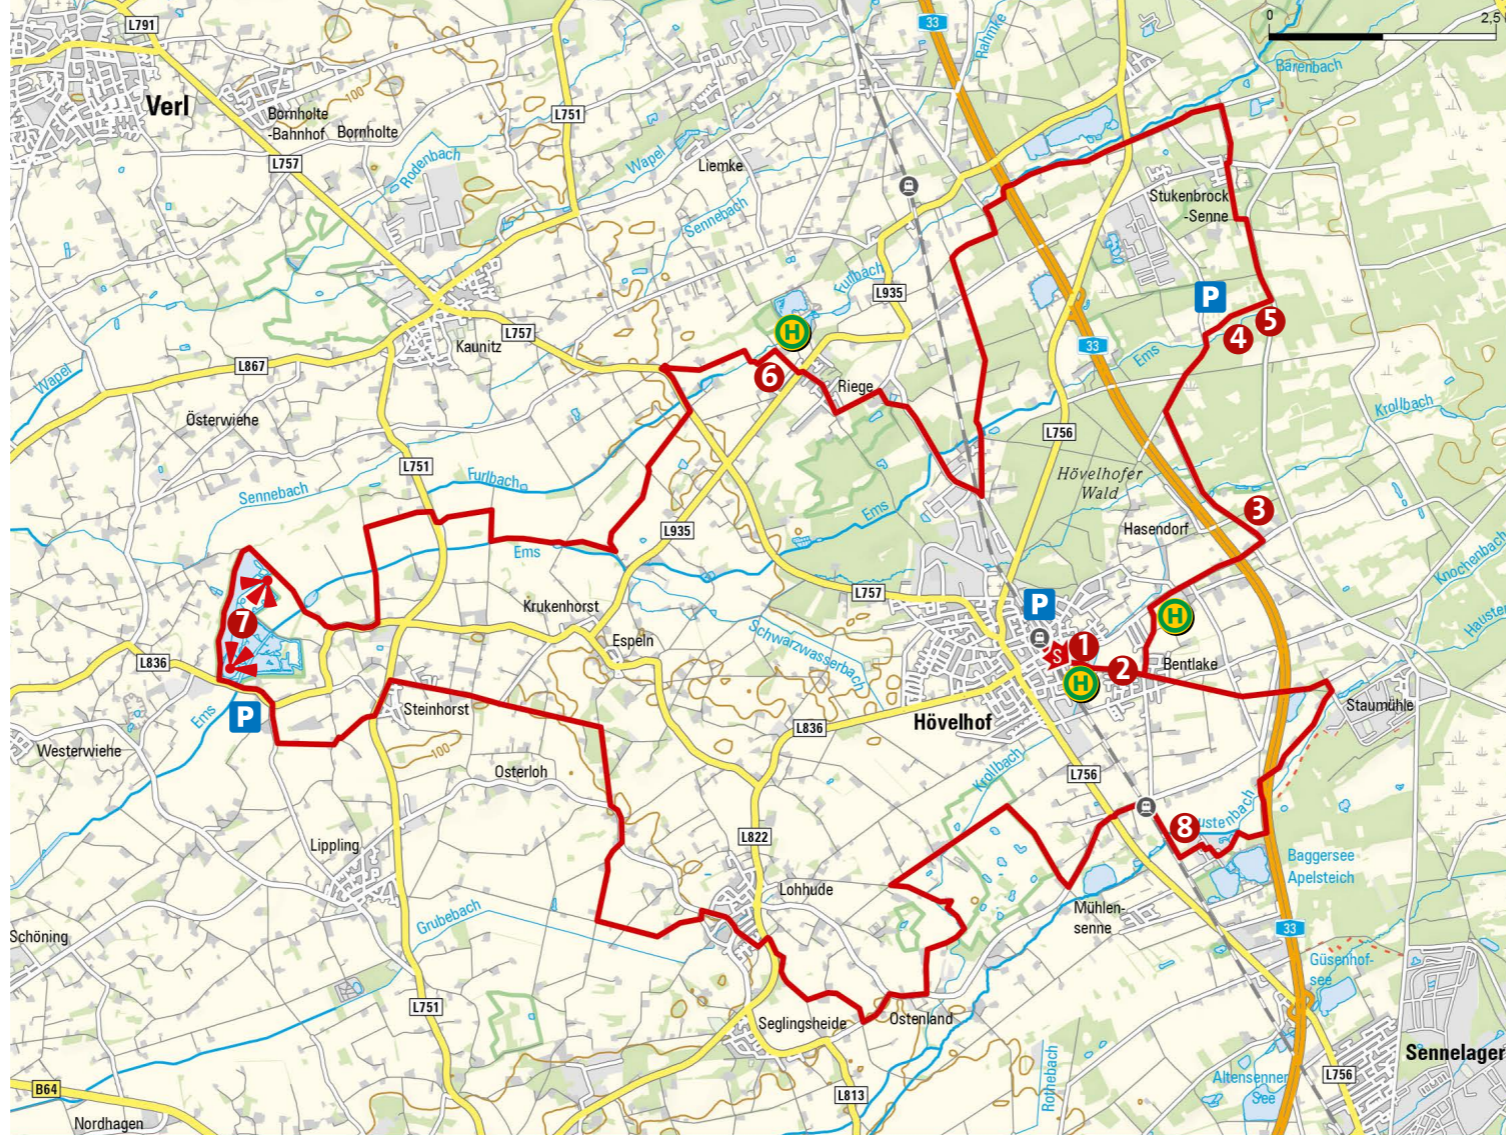 L791
33
Rahmke
0
2,5
Bärenbach
Verl
Bornholte
-Bahnhof
Bornholte
100
L751
L757
Rodenbach
Wapel
Liemke
Sennebach
Stukenbrock
-Senne
Furlbach
L935
P
H
L757
Kaunitz
33
Ems
4
5
Wapel
L867
6
Riege
Österwiehe
Krollbach
L756
L751
Hövelhofer
Wald
Furlbach
Sennebach
Ems
3
L935
Hasendorf
Ems
Knochenbach
L757
P
Krukenhorst
H
Hauste
7
Espeln
Schwarzwasserbach
1
S
2
Bentlake
L836
H
Ems
P
Steinhorst
Hövelhof
Staumühle
L836
100
Westerwiehe
Osterloh
Krollbach
L756
ustenbach
8
L822
Lippling
Baggersee
Apelsteich
Lohhude
Mühlen-
senne
Grubebach
Schöning
33
Güsenhof-
see
L751
Seglingsheide
Ostenland
Sennelager
Rothebach
Altensenner
See
L756
B64
L813
Nordhagen